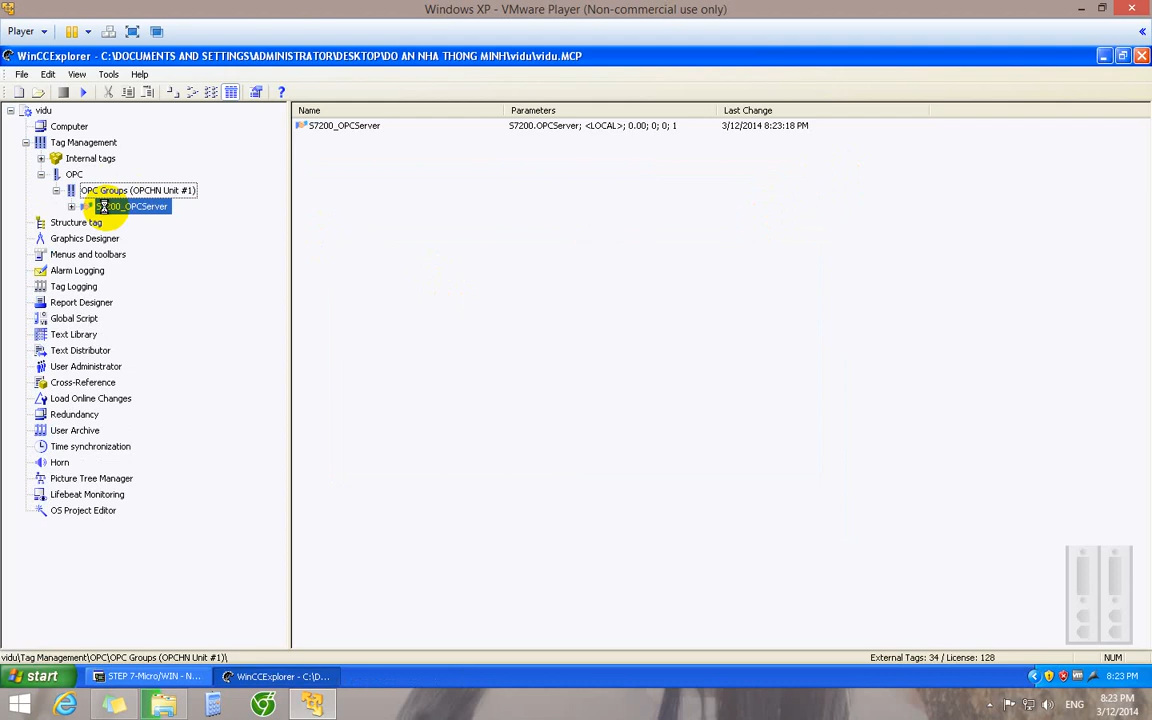 Windows XP - VMware Player (Non-commercial use only)
Player
WinCCExplorer - C:\DOCUMENTS AND SETTINGS\ADMINISTRATOR\DESKTOP\DO AN NHA THONG MINH\vidu\vidu.MCP
File Edit View Tools Help
vidu
Computer
Tag Management
Internal tags
OPC
OPC Groups (OPCHN Unit #1)
S7200_OPCServer
Structure tag
Graphics Designer
Menus and toolbars
Alarm Logging
Tag Logging
Report Designer
Global Script
Text Library
Text Distributor
User Administrator
Cross-Reference
Load Online Changes
Redundancy
User Archive
Time synchronization
Horn
Picture Tree Manager
Lifebeat Monitoring
OS Project Editor
Name Parameters Last Change
S7200_OPCServer S7200.OPCServer; <LOCAL>; 0.00; 0; 0; 1 3/12/2014 8:23:18 PM
vidu\Tag Management\OPC\OPC Groups (OPCHN Unit #1)\ External Tags: 34 / License: 128 NUM
start STEP 7-Micro/WIN - N... WinCCExplorer - C:\D... 8:23 PM
ENG 8:23 PM
3/12/2014